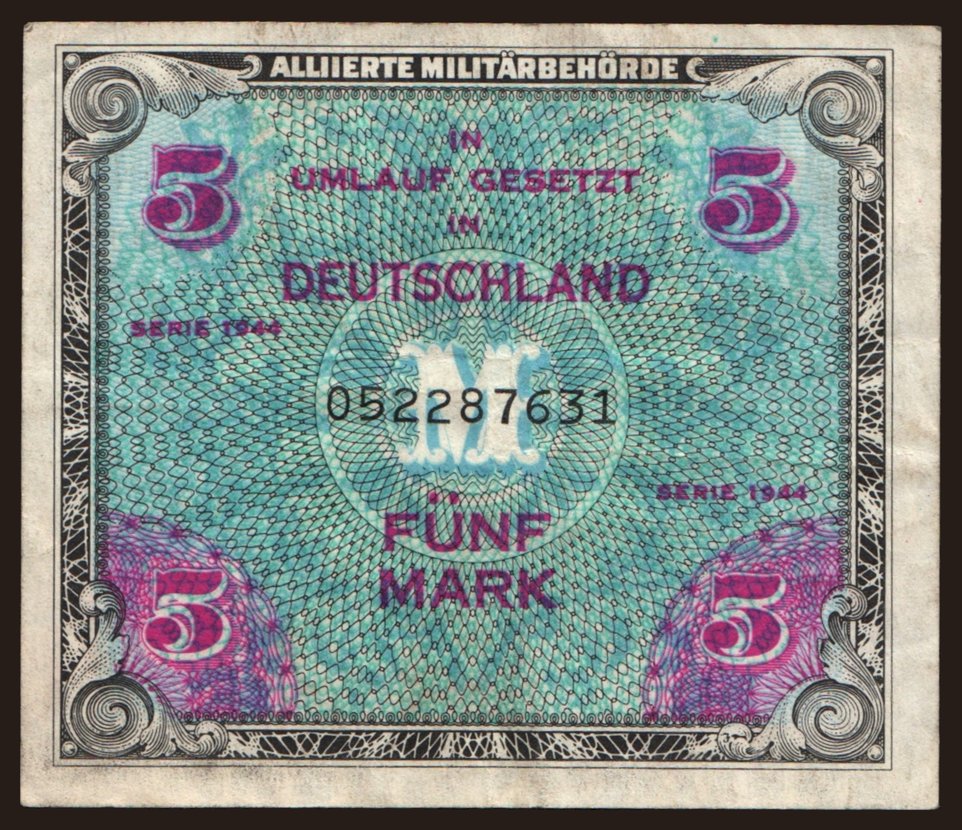 ALLIIERTE MILITÄRBEHÖRDE
5 5
IN
UMLAUF GESETZT
IN
DEUTSCHLAND
SERIE 1944
M
052287631
SERIE 1944
FÜNF
MARK
5 5